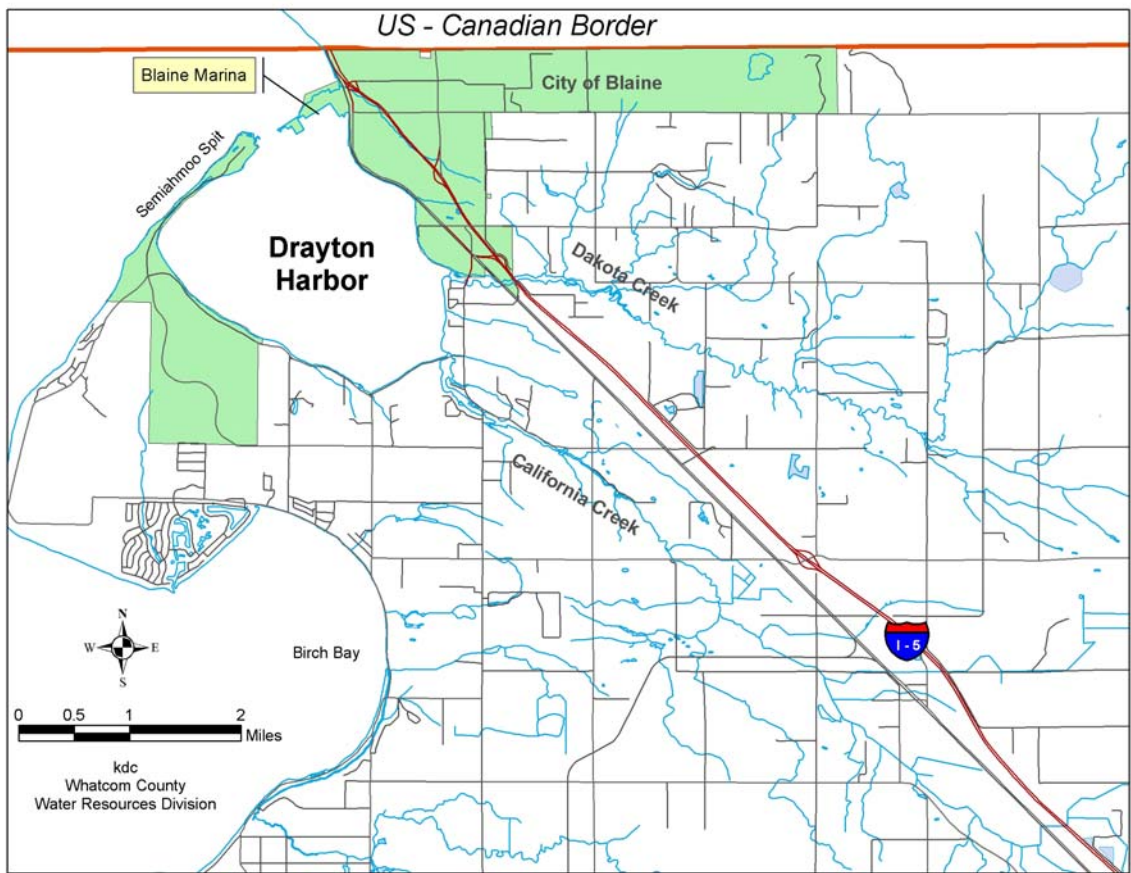 US - Canadian Border
Blaine Marina
City of Blaine
Semiahmoo Spit
Drayton
Harbor
Dakota Creek
California Creek
N
W E
S
Birch Bay
I - 5
0 0.5 1 2
Miles
kdc
Whatcom County
Water Resources Division